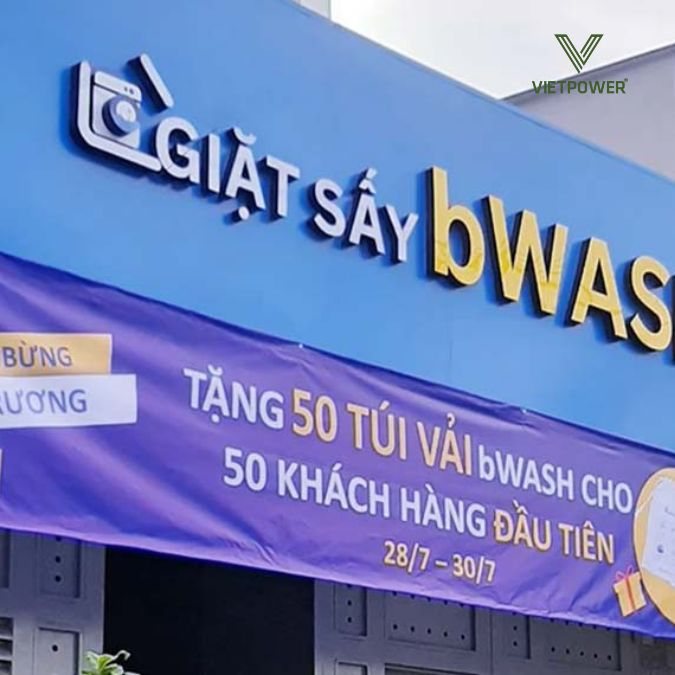 VIETPOWER
GIẶT SẤY bWASH
BỪNG
TẶNG 50 TÚI VẢI bWASH CHO
50 KHÁCH HÀNG ĐẦU TIÊN
28/7 – 30/7